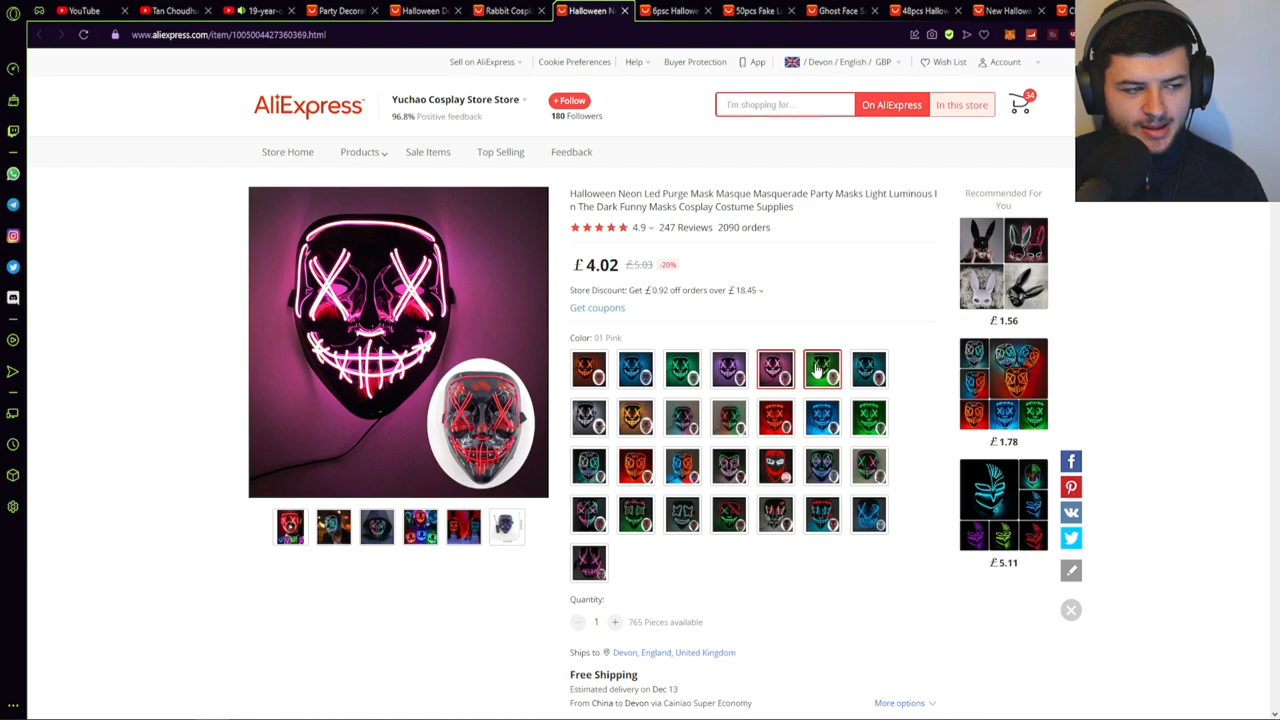 YouTube
Tan Choudhu
19-year-
Party Decora
Halloween D
Rabbit Cospl
Halloween N
6psc Hallowe
50pcs Fake L
Ghost Face S
48pcs Hallow
New Hallowe
www.aliexpress.com/item/1005004427360369.html
Sell on AliExpress
Cookie Preferences
Help
Buyer Protection
App
/ Devon / English / GBP
Wish List
Account
AliExpress
Yuchao Cosplay Store Store
96.8% Positive feedback
+ Follow
180 Followers
I'm shopping for...
On AliExpress
In this store
34
Store Home
Products
Sale Items
Top Selling
Feedback
Halloween Neon Led Purge Mask Masque Masquerade Party Masks Light Luminous I
n The Dark Funny Masks Cosplay Costume Supplies
4.9
247 Reviews
2090 orders
£4.02
£5.03
-20%
Store Discount: Get £0.92 off orders over £18.45
Get coupons
Color: 01 Pink
Quantity:
1
765 Pieces available
Ships to Devon, England, United Kingdom
Free Shipping
Estimated delivery on Dec 13
From China to Devon via Cainiao Super Economy
More options
Recommended For
You
£1.56
£1.78
£5.11